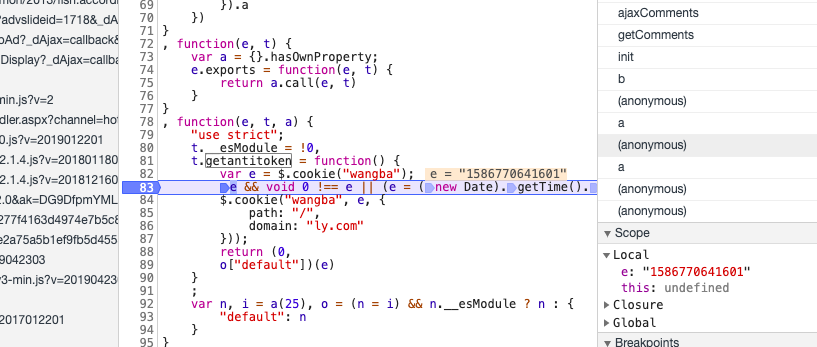 mon/2013/fish.accord
?advslideid=1718&_dA
oAd?_dAjax=callback&
Display?_dAjax=callba
min.js?v=2
dler.aspx?channel=ho
0.js?v=2019012201
2.1.4.js?v=201801180
2.1.4.js?v=201812160
2.0&ak=DG9DfpmYML
277f4163d4974e7b5c8
e2a75a5b1ef9fb5d455
9042303
v3-min.js?v=20190423
2017012201
69 }).a
70 })
71 }
72 , function(e, t) {
73 var a = {}.hasOwnProperty;
74 e.exports = function(e, t) {
75 return a.call(e, t)
76 }
77 }
78 , function(e, t, a) {
79 "use strict";
80 t.__esModule = !0,
81 t.getantitoken = function() {
82 var e = $.cookie("wangba"); e = "1586770641601"
83 e && void 0 !== e || (e = (new Date).getTime().
84 $.cookie("wangba", e, {
85 path: "/",
86 domain: "ly.com"
87 }));
88 return (0,
89 o["default"])(e)
90 }
91 ;
92 var n, i = a(25), o = (n = i) && n.__esModule ? n : {
93 "default": n
94 }
95 }
ajaxComments
getComments
init
b
(anonymous)
a
(anonymous)
a
(anonymous)
(anonymous)
Scope
Local
e: "1586770641601"
this: undefined
Closure
Global
Breakpoints